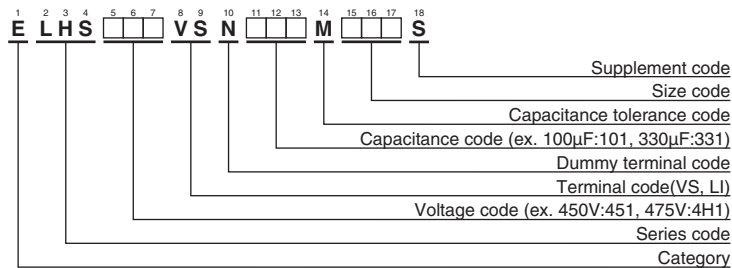 1 2 3 4 5 6 7 8 9 10 11 12 13 14 15 16 17 18
E LHS VS N M S
Supplement code
Size code
Capacitance tolerance code
Capacitance code (ex. 100μF:101, 330μF:331)
Dummy terminal code
Terminal code(VS, LI)
Voltage code (ex. 450V:451, 475V:4H1)
Series code
Category